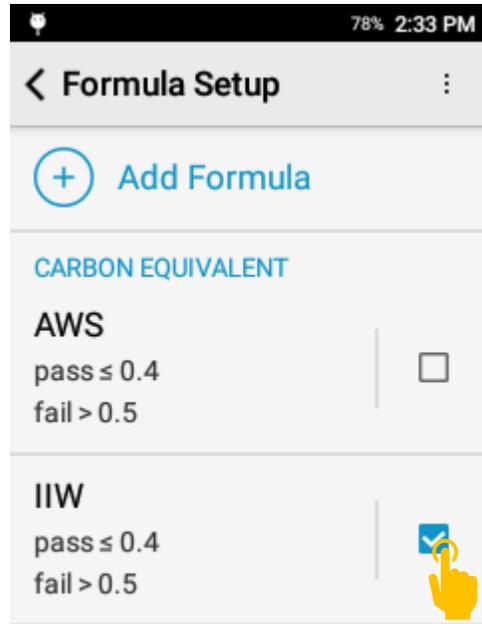 78% 2:33 PM
Formula Setup
Add Formula
CARBON EQUIVALENT
AWS
pass ≤ 0.4
fail > 0.5
IIW
pass ≤ 0.4
fail > 0.5